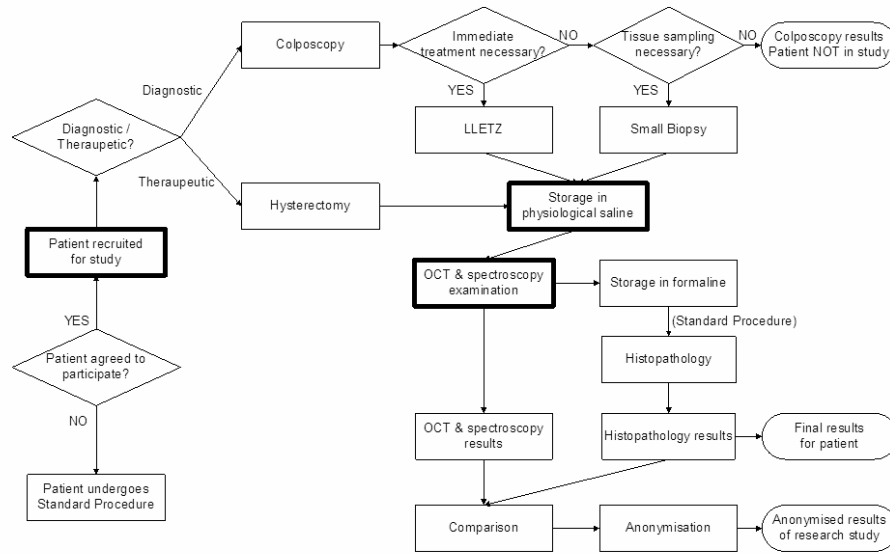 Colposcopy
Immediate
treatment necessary?
NO
Tissue sampling
necessary?
NO
Colposcopy results
Patient NOT in study
Diagnostic
YES
YES
Diagnostic /
Theraupetic?
LLETZ
Small Biopsy
Theraupeutic
Hysterectomy
Storage in
physiological saline
Patient recruited
for study
OCT & spectroscopy
examination
Storage in formaline
YES
(Standard Procedure)
Patient agreed to
participate?
Histopathology
NO
OCT & spectroscopy
results
Histopathology results
Final results
for patient
Patient undergoes
Standard Procedure
Comparison
Anonymisation
Anonymised results
of research study